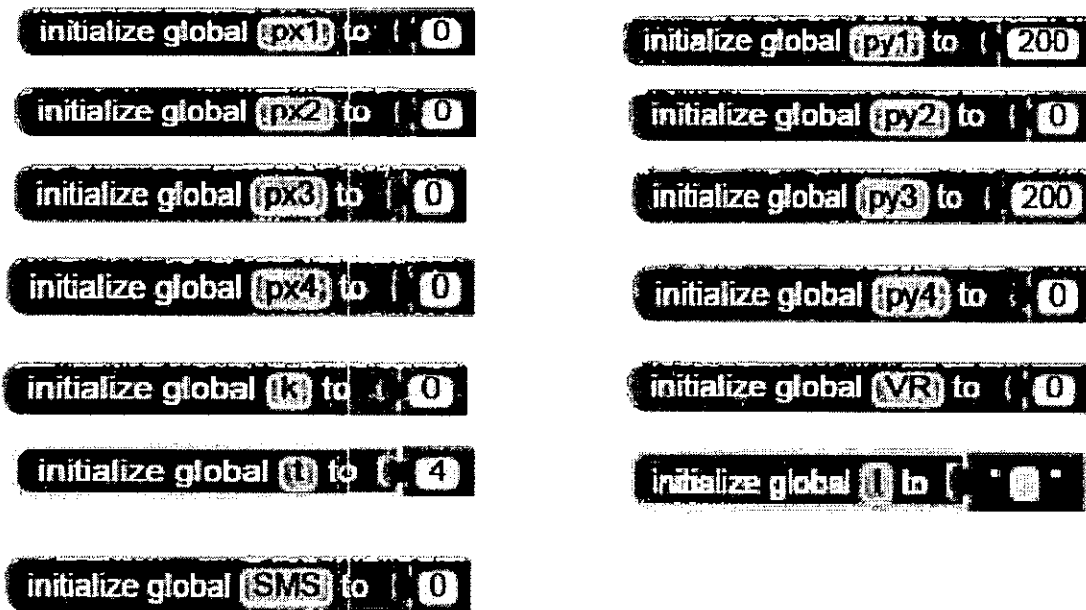 initialize global px1 to 0
initialize global py1 to 200
initialize global px2 to 0
initialize global py2 to 0
initialize global px3 to 0
initialize global py3 to 200
initialize global px4 to 0
initialize global py4 to 0
initialize global k to 0
initialize global VR to 0
initialize global t to 4
initialize global l to " "
initialize global SMS to 0